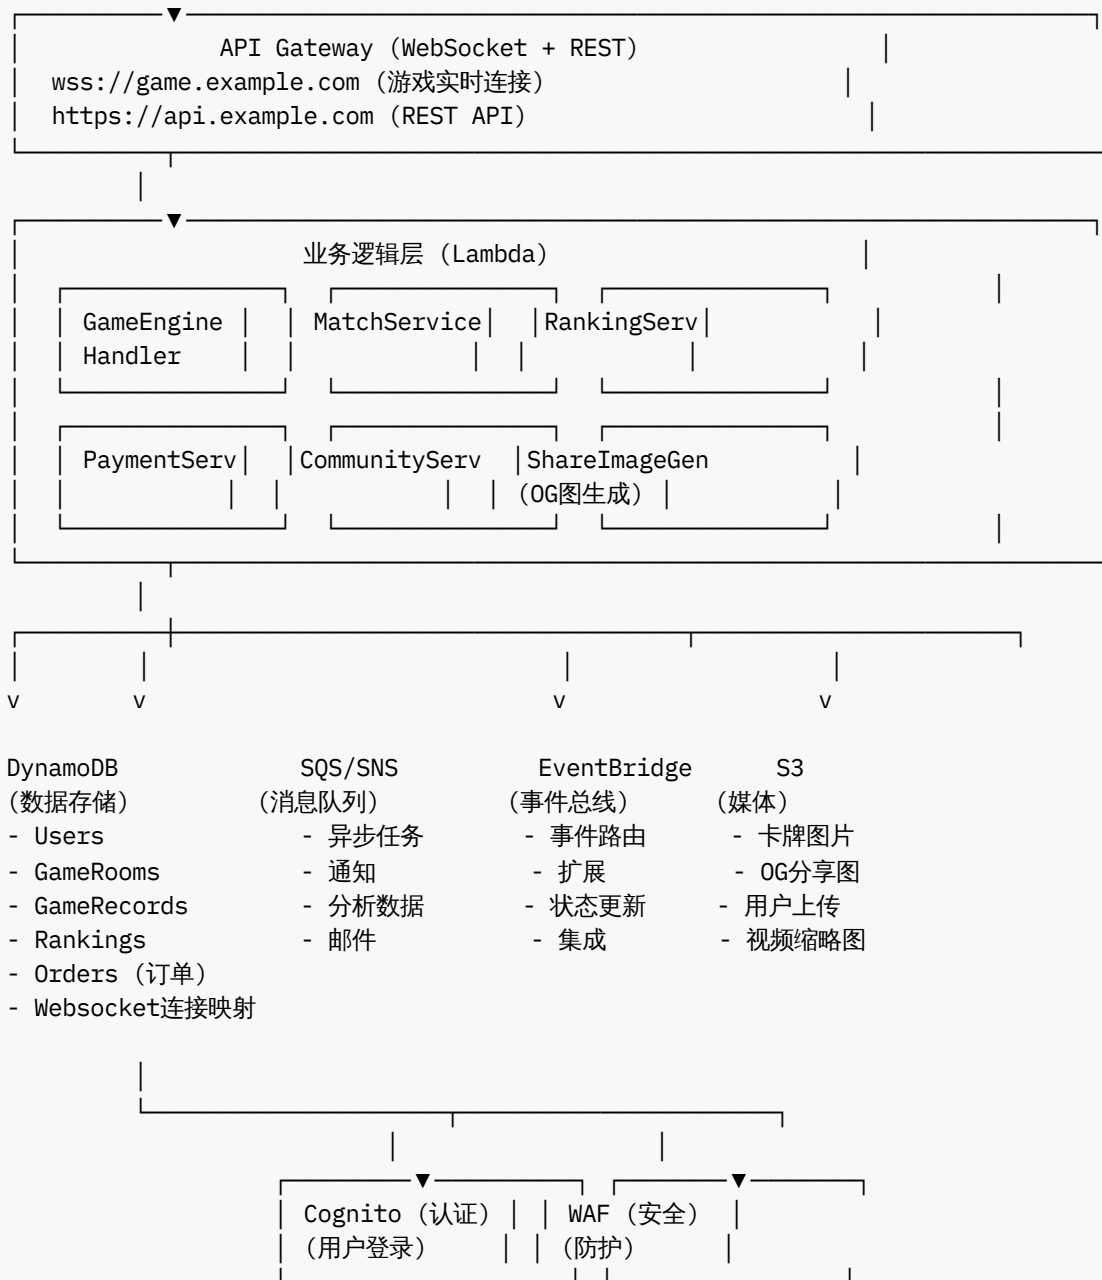 API Gateway (WebSocket + REST)
wss://game.example.com (游戏实时连接)
https://api.example.com (REST API)
业务逻辑层 (Lambda)
GameEngine MatchService RankingServ
Handler
PaymentServ CommunityServ ShareImageGen
(OG图生成)
v v v v
DynamoDB SQS/SNS EventBridge S3
(数据存储) (消息队列) (事件总线) (媒体)
- Users - 异步任务 - 事件路由 - 卡牌图片
- GameRooms - 通知 - 扩展 - OG分享图
- GameRecords - 分析数据 - 状态更新 - 用户上传
- Rankings - 邮件 - 集成 - 视频缩略图
- Orders (订单)
- Websocket连接映射
Cognito (认证) WAF (安全)
(用户登录) (防护)